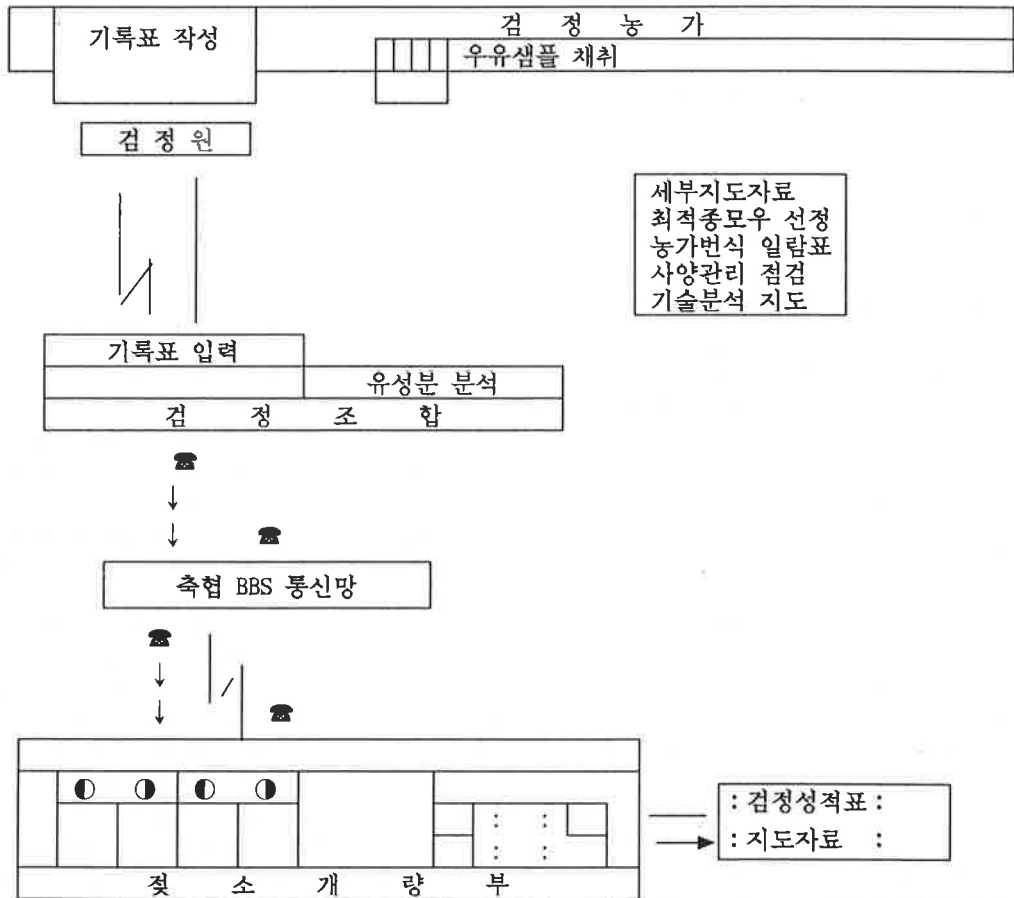 기록표 작성
검 정 농 가
우유샘플 채취
검 정 원
세부지도자료
최적종모우 선정
농가번식 일람표
사양관리 점검
기술분석 지도
기록표 입력
유성분 분석
검 정 조 합
축협 BBS 통신망
: 검정성적표 :
: 지도자료 :
젖 소 개 량 부